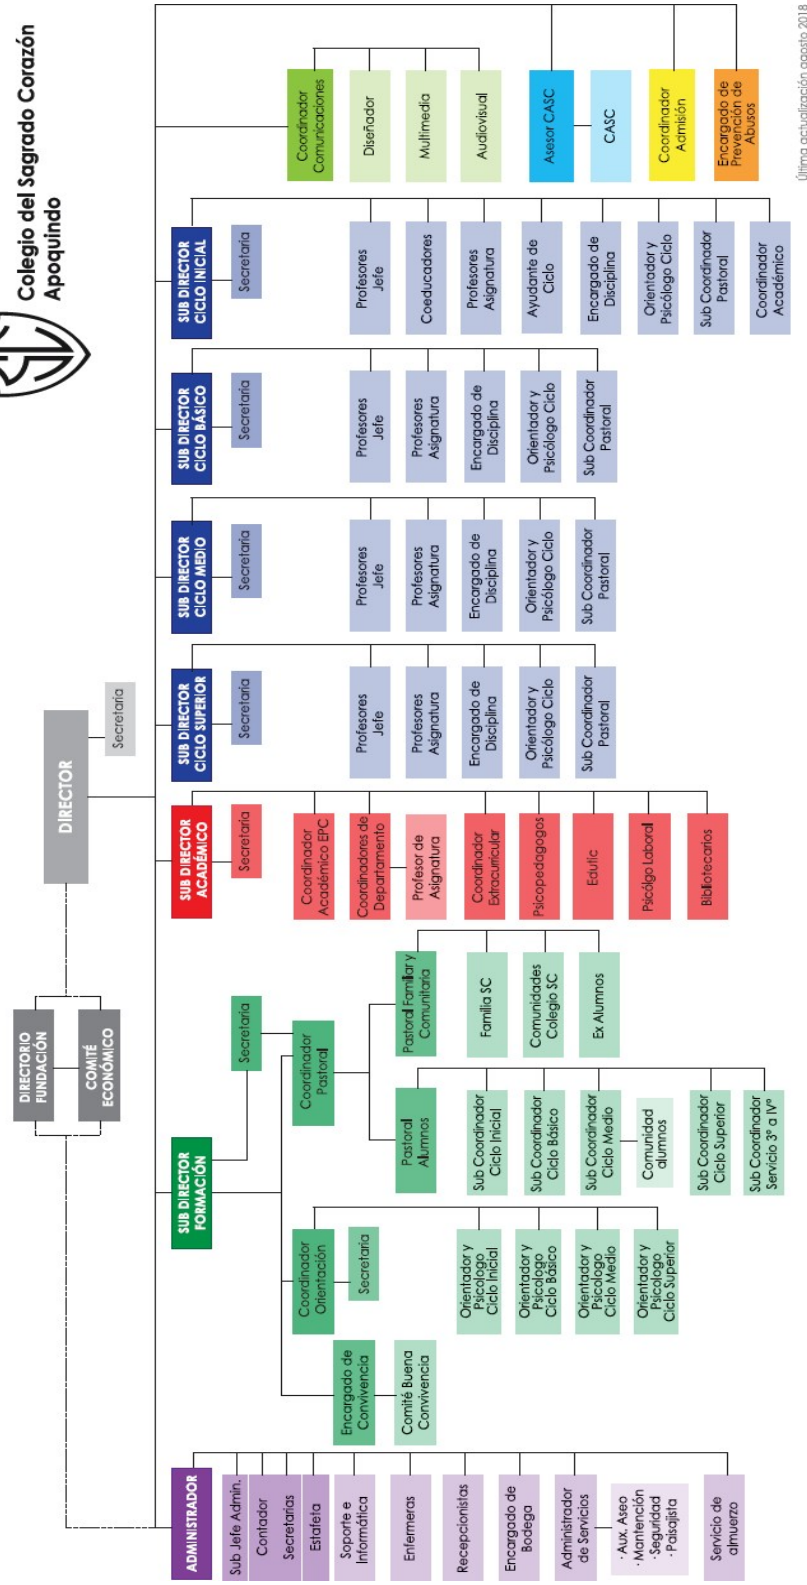 Colegio del Sagrado Corazón
Apoquindo
DIRECTORIO
FUNDACIÓN
COMITÉ
ECONÓMICO
DIRECTOR
Secretaria
ADMINISTRADOR
Sub Jefe Admin.
Contador
Secretarias
Estafeta
Soporte e
Informática
Enfermeras
Recepcionistas
Encargado de
Bodega
Administrador
de Servicios
· Aux. Aseo
· Mantención
· Seguridad
· Paisajista
Servicio de
almuerzo
SUB DIRECTOR
FORMACIÓN
Secretaria
Encargado de
Convivencia
Comité Buena
Convivencia
Coordinador
Orientación
Secretaria
Orientador y
Psicologo
Ciclo Inicial
Orientador y
Psicologo
Ciclo Básico
Orientador y
Psicologo
Ciclo Medio
Orientador y
Psicologo
Ciclo Superior
Coordinador
Pastoral
Pastoral
Alumnos
Sub Coordinador
Ciclo Inicial
Sub Coordinador
Ciclo Básico
Sub Coordinador
Ciclo Medio
Comunidad
alumnos
Sub Coordinador
Ciclo Superior
Sub Coordinador
Servicio 3º a IVº
Pastoral Familiar y
Comunitaria
Familia SC
Comunidades
Colegio SC
Ex Alumnos
SUB DIRECTOR
ACADÉMICO
Secretaria
Coordinador
Académico EPC
Coordinadores de
Departamento
Profesor de
Asignatura
Coordinador
Extracurricular
Psicopedagogos
Edutic
Psicólgo Laboral
Bibliotecarios
SUB DIRECTOR
CICLO SUPERIOR
Secretaria
Profesores
Jefe
Profesores
Asignatura
Encargado de
Disciplina
Orientador y
Psicólogo Ciclo
Sub Coordinador
Pastoral
SUB DIRECTOR
CICLO MEDIO
Secretaria
Profesores
Jefe
Profesores
Asignatura
Encargado de
Disciplina
Orientador y
Psicólogo Ciclo
Sub Coordinador
Pastoral
SUB DIRECTOR
CICLO BÁSICO
Secretaria
Profesores
Jefe
Profesores
Asignatura
Encargado de
Disciplina
Orientador y
Psicólogo Ciclo
Sub Coordinador
Pastoral
SUB DIRECTOR
CICLO INICIAL
Secretaria
Profesores
Jefe
Coeducadores
Profesores
Asignatura
Ayudante de
Ciclo
Encargado de
Disciplina
Orientador y
Psicólogo Ciclo
Sub Coordinador
Pastoral
Coordinador
Académico
Coordinador
Comunicaciones
Diseñador
Multimedia
Audiovisual
Asesor CASC
CASC
Coordinador
Admisión
Encargado de
Prevención de
Abusos
Última actualización agosto 2018